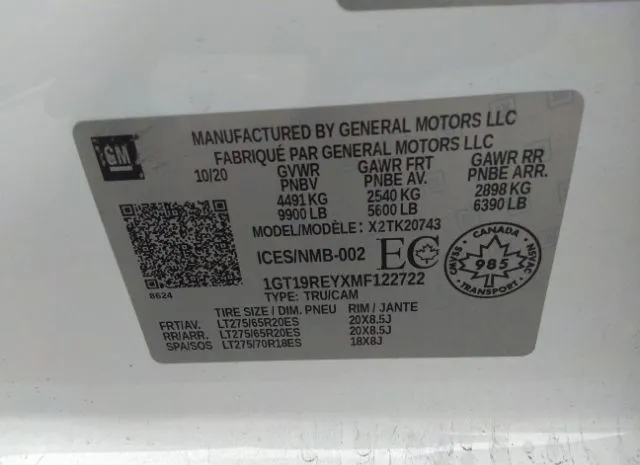 GM
MANUFACTURED BY GENERAL MOTORS LLC
FABRIQUÉ PAR GENERAL MOTORS LLC
10/20 GVWR GAWR FRT GAWR RR
PNBV PNBE AV. PNBE ARR.
4491 KG 2540 KG 2898 KG
9900 LB 5600 LB 6390 LB
MODEL/MODÈLE: X2TK20743
ICES/NMB-002 EC
CANADA 985 NSVAC NVSMAC
1GT19REYXMF122722
8624
TYPE: TRU/CAM
TIRE SIZE / DIM. PNEU RIM / JANTE
FRT/AV. LT275/65R20ES 20X8.5J
RR/ARR. LT275/65R20ES 20X8.5J
SPA/SOS LT275/70R18ES 18X8J